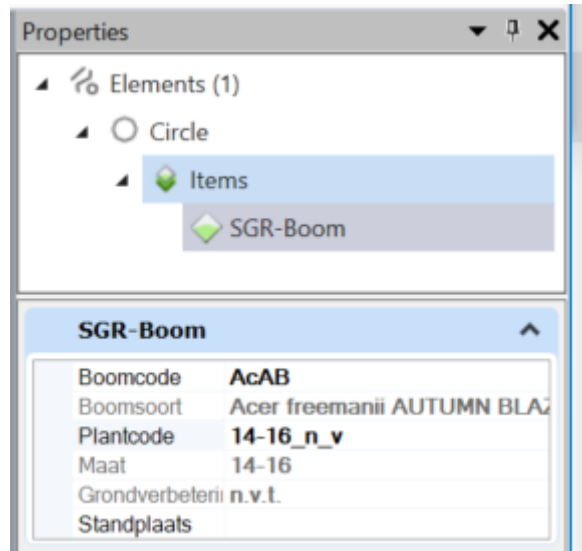 Properties
Elements (1)
Circle
Items
SGR-Boom
SGR-Boom
Boomcode AcAB
Boomsoort Acer freemanii AUTUMN BLAZ
Plantcode 14-16_n_v
Maat 14-16
Grondverbeterin n.v.t.
Standplaats